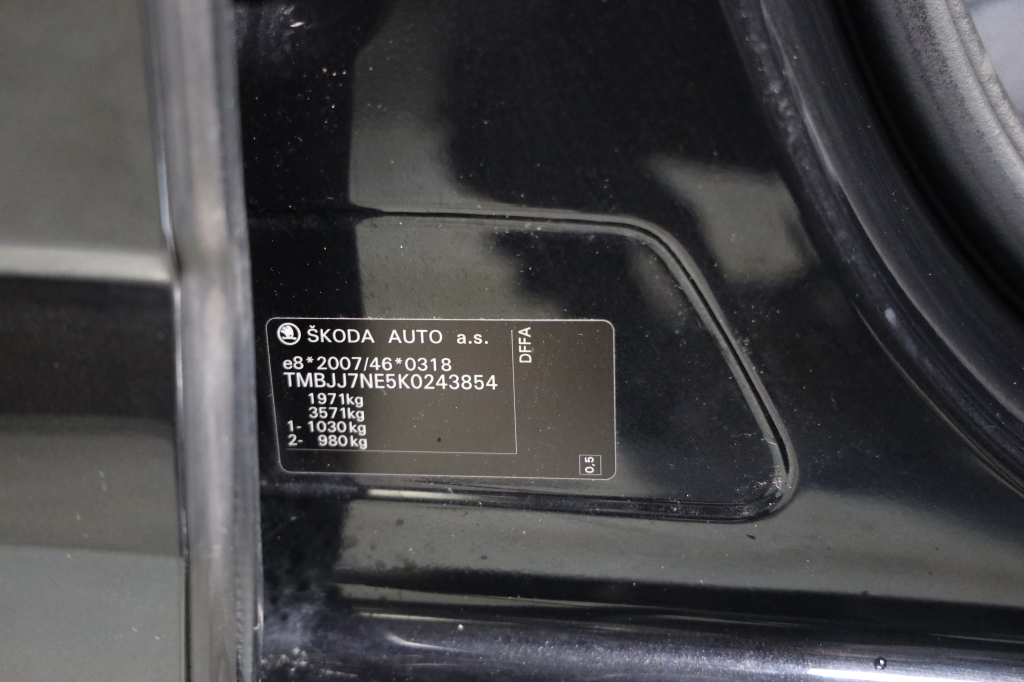 ŠKODA AUTO a.s.
e8*2007/46*0318
TMBJJ7NE5K0243854
1971kg
3571kg
1- 1030kg
2- 980kg
DFFA
0,5